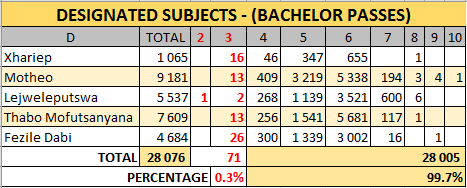 DESIGNATED SUBJECTS - (BACHELOR PASSES)
D TOTAL 2 3 4 5 6 7 8 9 10
Xhariep 1 065 16 46 347 655 1
Motheo 9 181 13 409 3 219 5 338 194 3 4 1
Lejweleputswa 5 537 1 2 268 1 139 3 521 600 6
Thabo Mofutsanyana 7 609 13 256 1 541 5 681 117 1
Fezile Dabi 4 684 26 300 1 339 3 002 16 1
TOTAL 28 076 71 28 005
PERCENTAGE 0.3% 99.7%